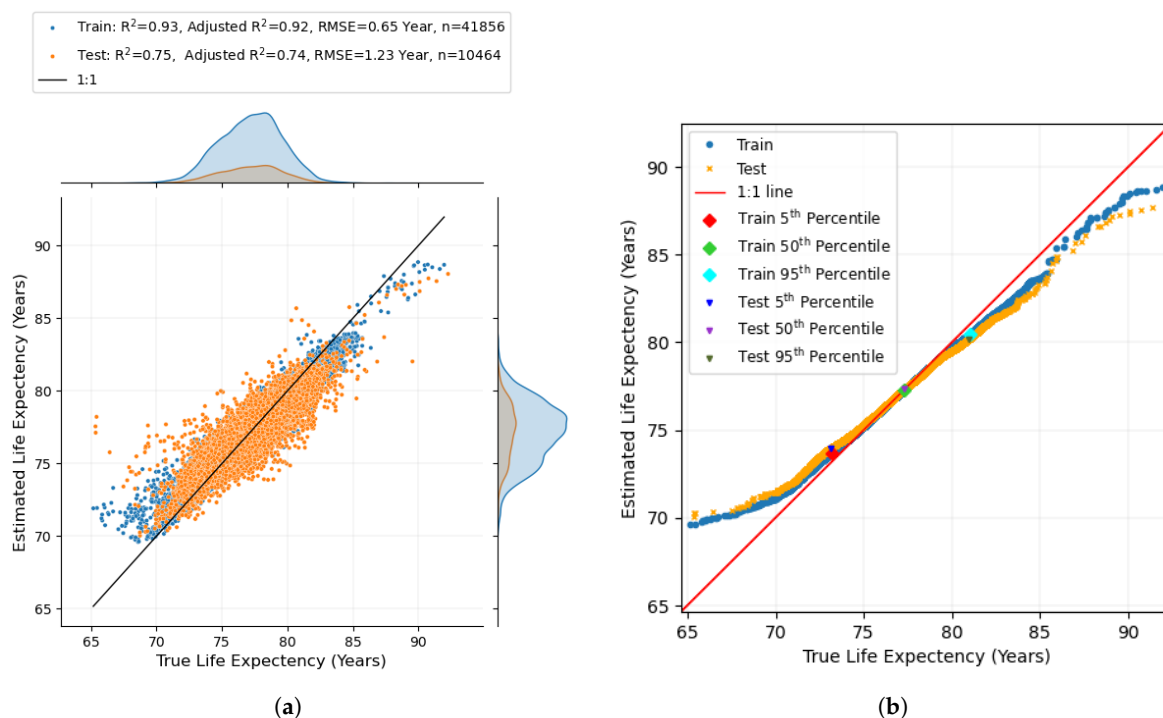 Train: R²=0.93, Adjusted R²=0.92, RMSE=0.65 Year, n=41856
Test: R²=0.75, Adjusted R²=0.74, RMSE=1.23 Year, n=10464
1:1
90
85
80
75
70
65
Estimated Life Expectency (Years)
65 70 75 80 85 90
True Life Expectency (Years)
(a)
Train
Test
1:1 line
Train 5th Percentile
Train 50th Percentile
Train 95th Percentile
Test 5th Percentile
Test 50th Percentile
Test 95th Percentile
90
85
80
75
70
65
Estimated Life Expectency (Years)
65 70 75 80 85 90
True Life Expectency (Years)
(b)